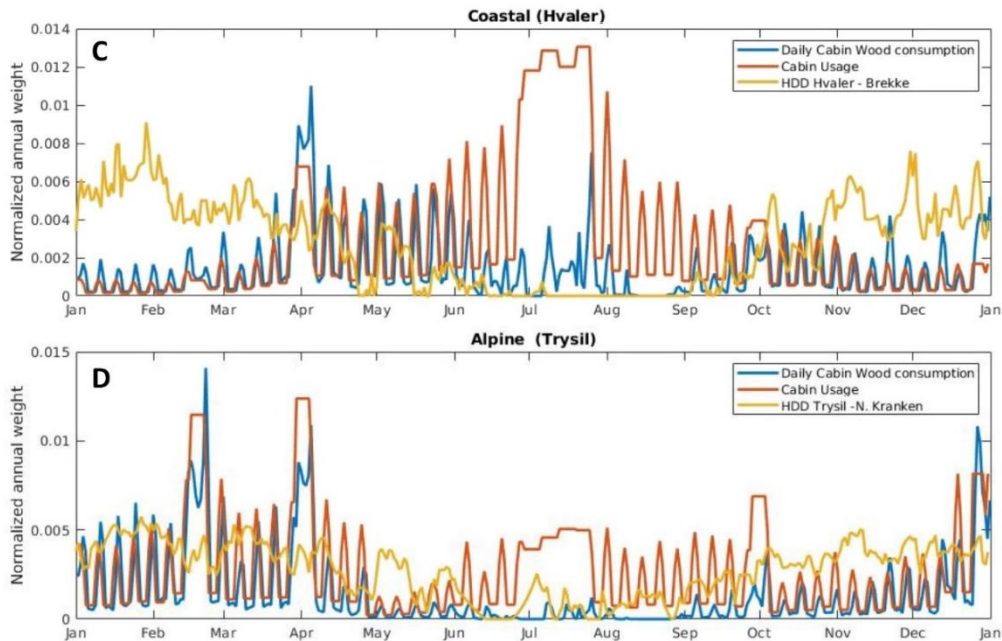 Coastal (Hvaler)
C
Normalized annual weight
0.014
0.012
0.01
0.008
0.006
0.004
0.002
0
Daily Cabin Wood consumption
Cabin Usage
HDD Hvaler - Brekke
Jan Feb Mar Apr May Jun Jul Aug Sep Oct Nov Dec Jan
Alpine (Trysil)
D
Normalized annual weight
0.015
0.01
0.005
0
Daily Cabin Wood consumption
Cabin Usage
HDD Trysil -N. Kranken
Jan Feb Mar Apr May Jun Jul Aug Sep Oct Nov Dec Jan